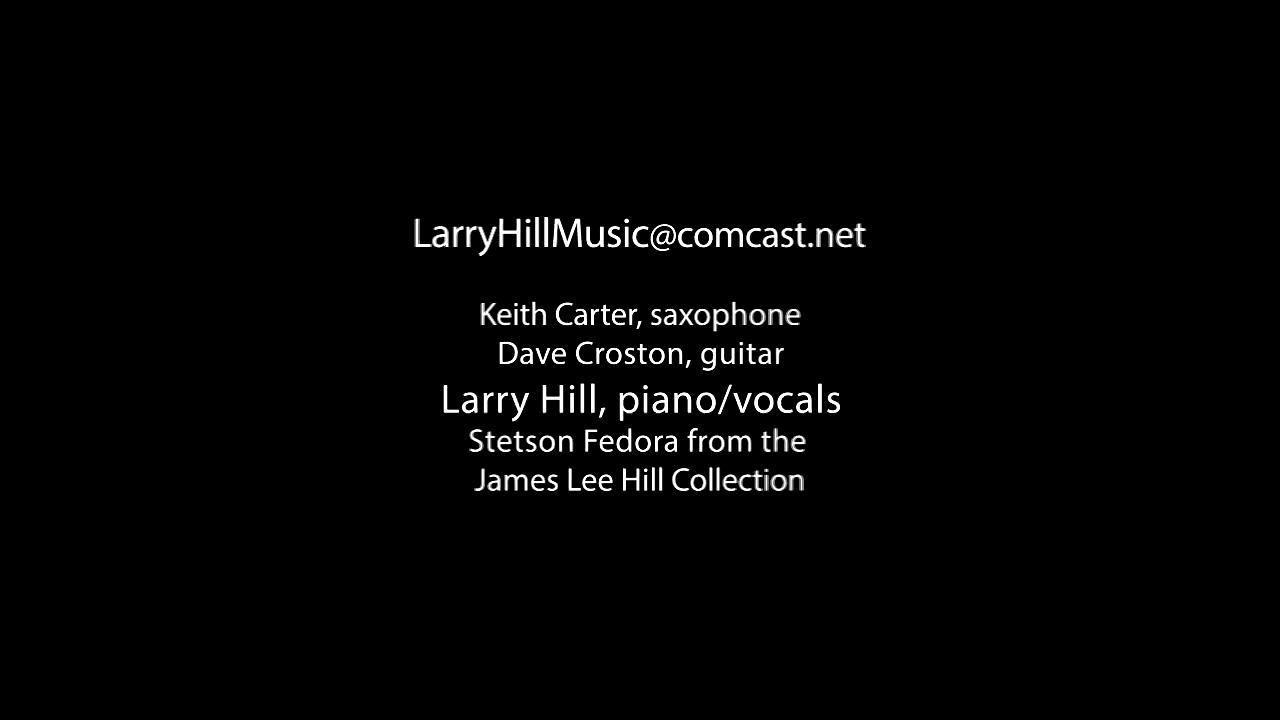 LarryHillMusic@comcast.net
Keith Carter, saxophone
Dave Croston, guitar
Larry Hill, piano/vocals
Stetson Fedora from the
James Lee Hill Collection